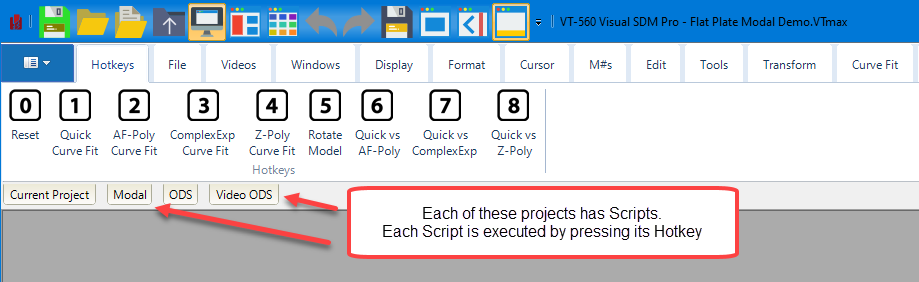 VT-560 Visual SDM Pro - Flat Plate Modal Demo.VTmax
Hotkeys File Videos Windows Display Format Cursor M#s Edit Tools Transform Curve Fit
0 1 2 3 4 5 6 7 8
Reset Quick AF-Poly ComplexExp Z-Poly Rotate Quick vs Quick vs Quick vs
Curve Fit Curve Fit Curve Fit Curve Fit Model AF-Poly ComplexExp Z-Poly
Hotkeys
Current Project Modal ODS Video ODS
Each of these projects has Scripts.
Each Script is executed by pressing its Hotkey